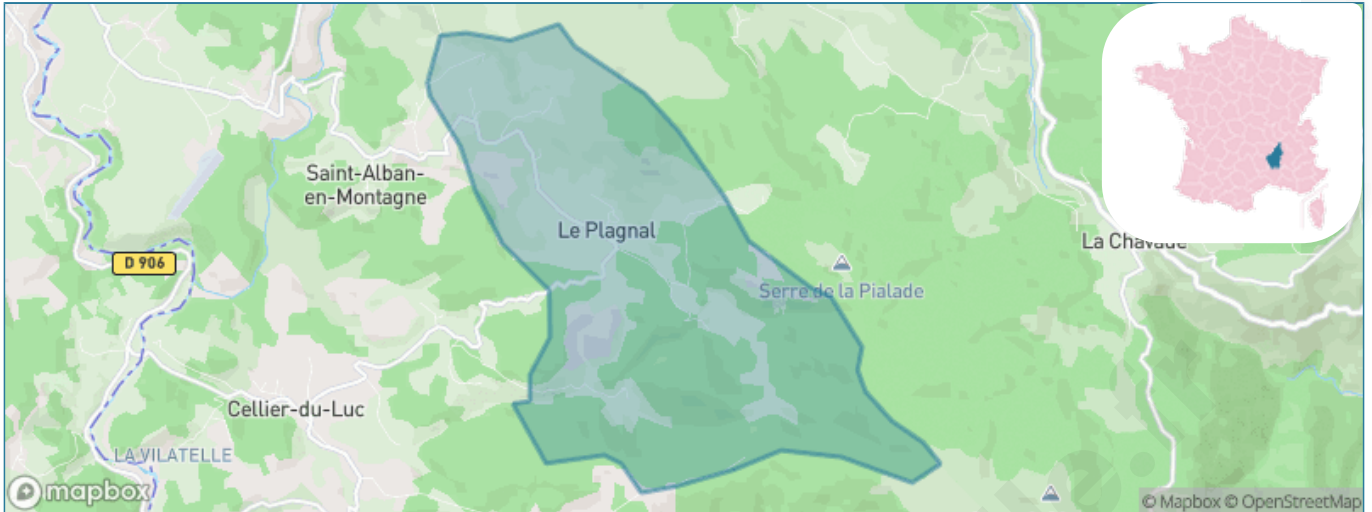 Saint-Alban-
en-Montagne
Le Plagnal
La Chavade
D 906
Serre de la Pialade
Cellier-du-Luc
LA VILATELLE
mapbox
© Mapbox © OpenStreetMap